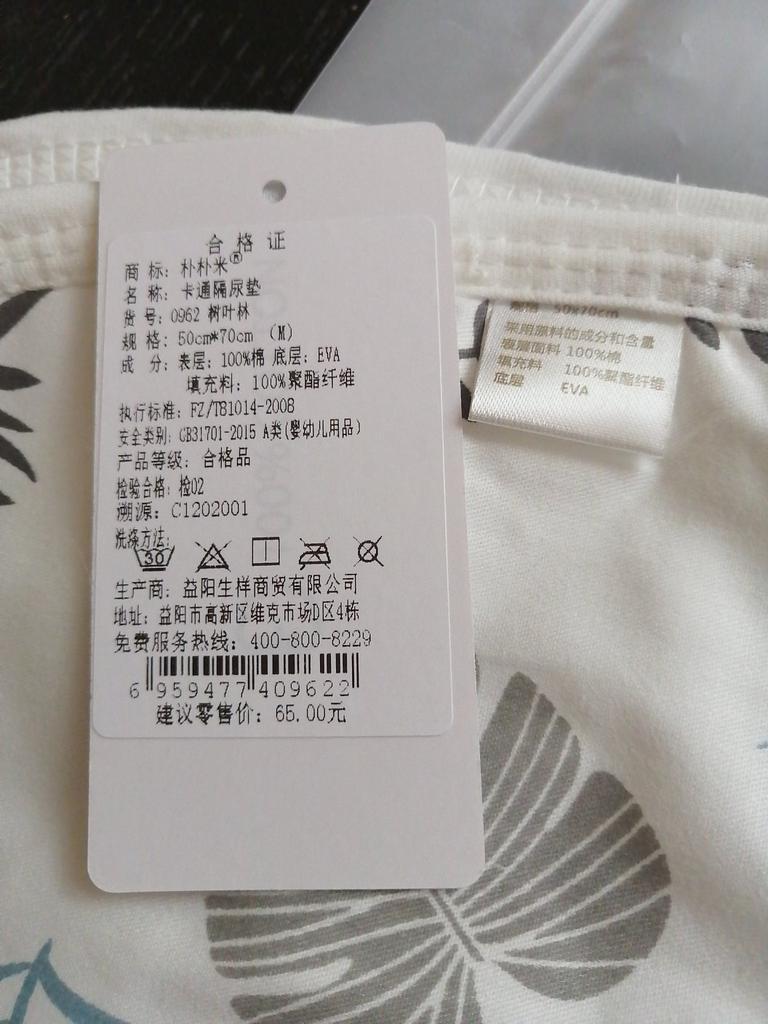 合格证
商 标: 朴朴米®
名 称: 卡通隔尿垫
货 号: 0962 树叶林
规 格: 50cm*70cm (M)
成 分: 表层: 100%棉 底层: EVA
填充料: 100%聚酯纤维
执行标准: FZ/T81014-2008
安全类别: GB31701-2015 A类(婴幼儿用品)
产品等级: 合格品
检验合格: 检02
溯源: C1202001
洗涤方法:
30
生产商: 益阳生样商贸有限公司
地址: 益阳市高新区维克市场D区4栋
免费服务热线: 400-800-8229
6 959477 409622
建议零售价: 65.00元
50x70cm
采用原料的成分和含量
表层面料 100%棉
填充料 100%聚酯纤维
底层 EVA